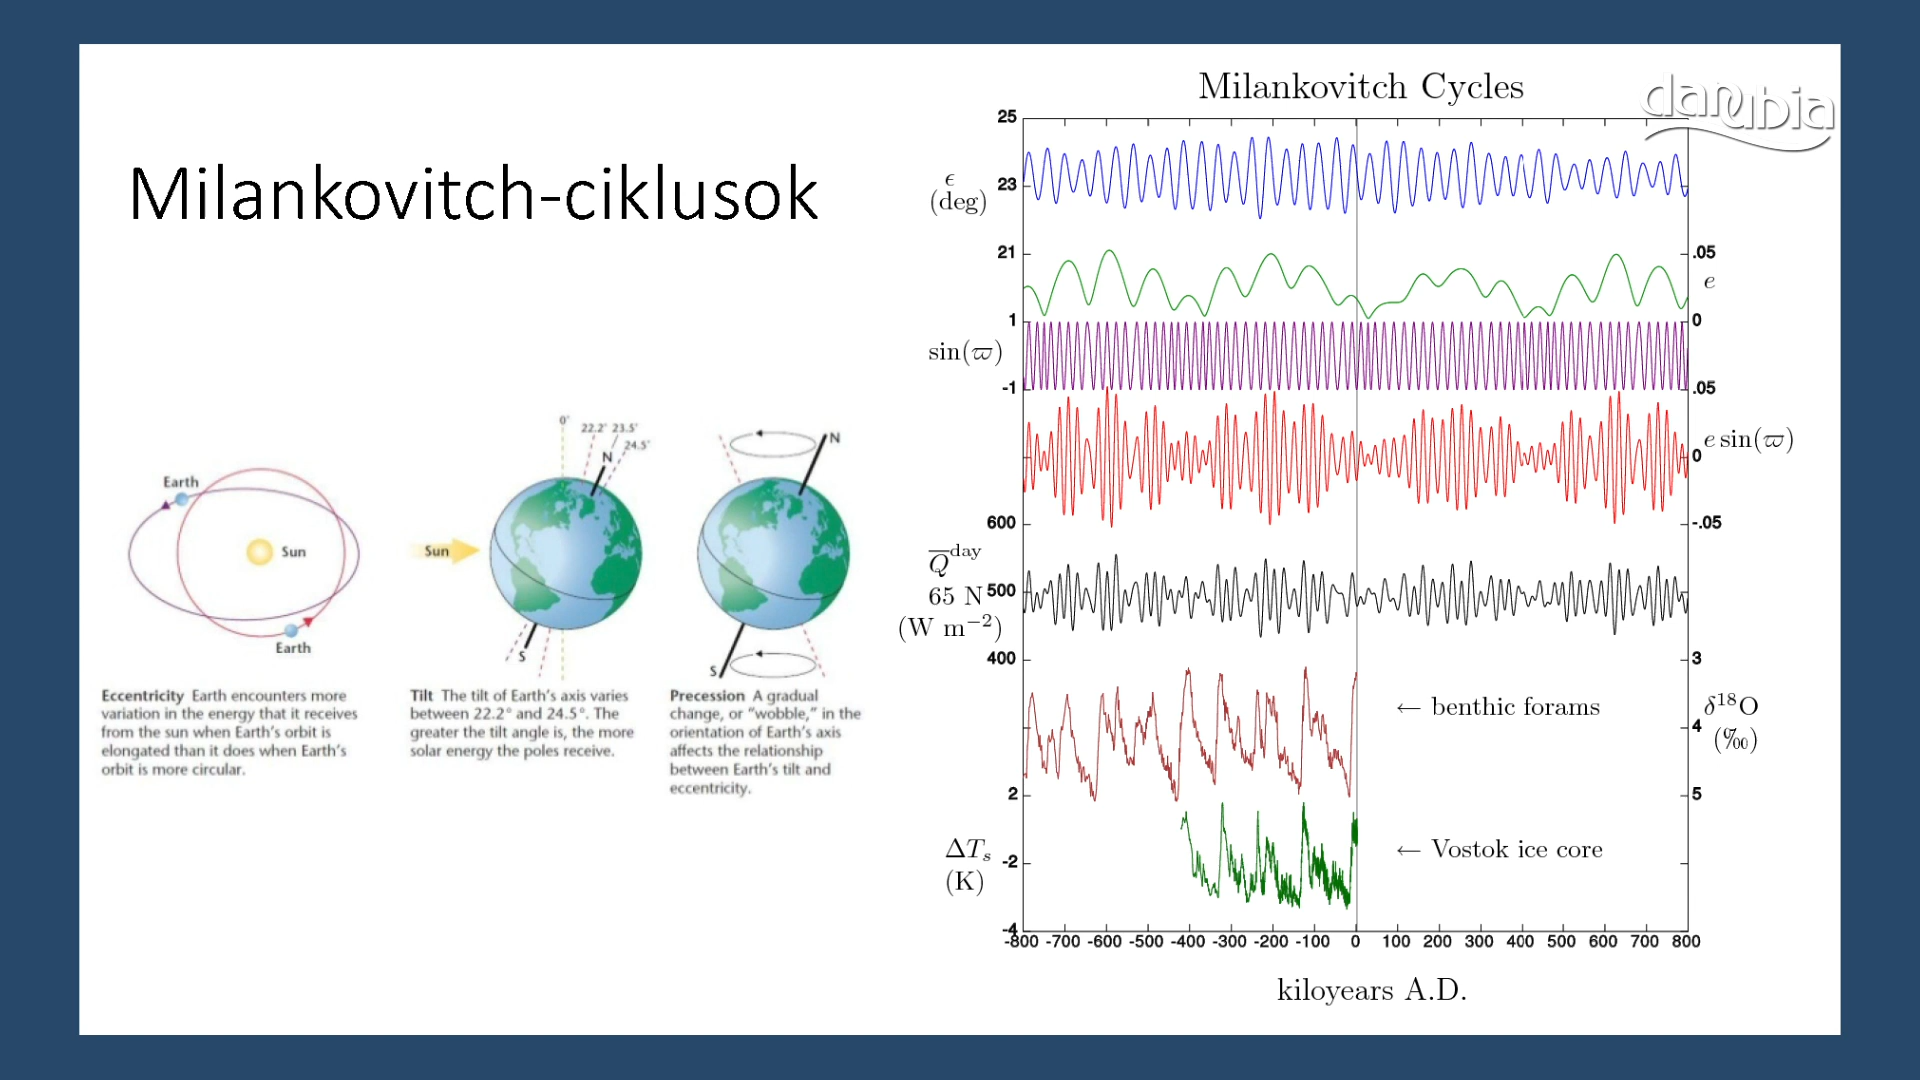 Milankovitch-ciklusok
Earth
Sun
Earth
Eccentricity Earth encounters more
variation in the energy that it receives
from the sun when Earth's orbit is
elongated than it does when Earth's
orbit is more circular.
0°
22.2° 23.5°
24.5°
N
Sun
S
Tilt The tilt of Earth's axis varies
between 22.2° and 24.5°. The
greater the tilt angle is, the more
solar energy the poles receive.
N
S
Precession A gradual
change, or “wobble,” in the
orientation of Earth's axis
affects the relationship
between Earth's tilt and
eccentricity.
Milankovitch Cycles
danubia
25
ϵ
(deg)
23
21
.05
e
0
1
sin(ϖ)
-1
.05
e sin(ϖ)
0
-.05
600
Q̅ day
65 N
(W m−2)
500
400
3
← benthic forams
δ18O
(‰)
4
5
2
ΔTs
(K)
-2
← Vostok ice core
-4
-800 -700 -600 -500 -400 -300 -200 -100 0 100 200 300 400 500 600 700 800
kiloyears A.D.